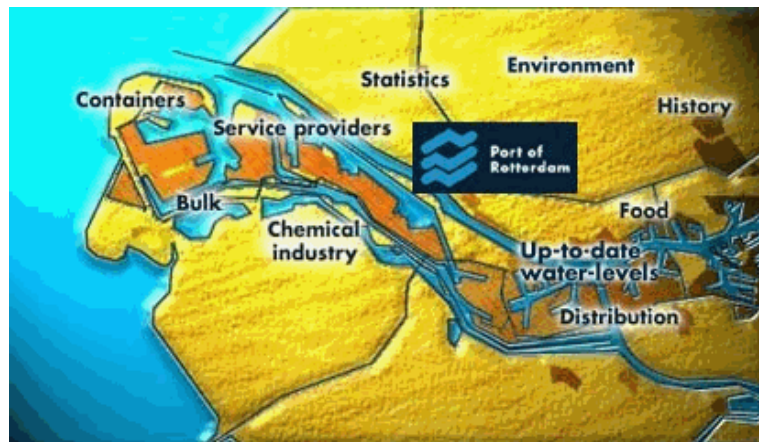 Environment
Statistics
Containers
History
Service providers
Port of
Rotterdam
Bulk
Food
Chemical
industry
Up-to-date
water-levels
Distribution